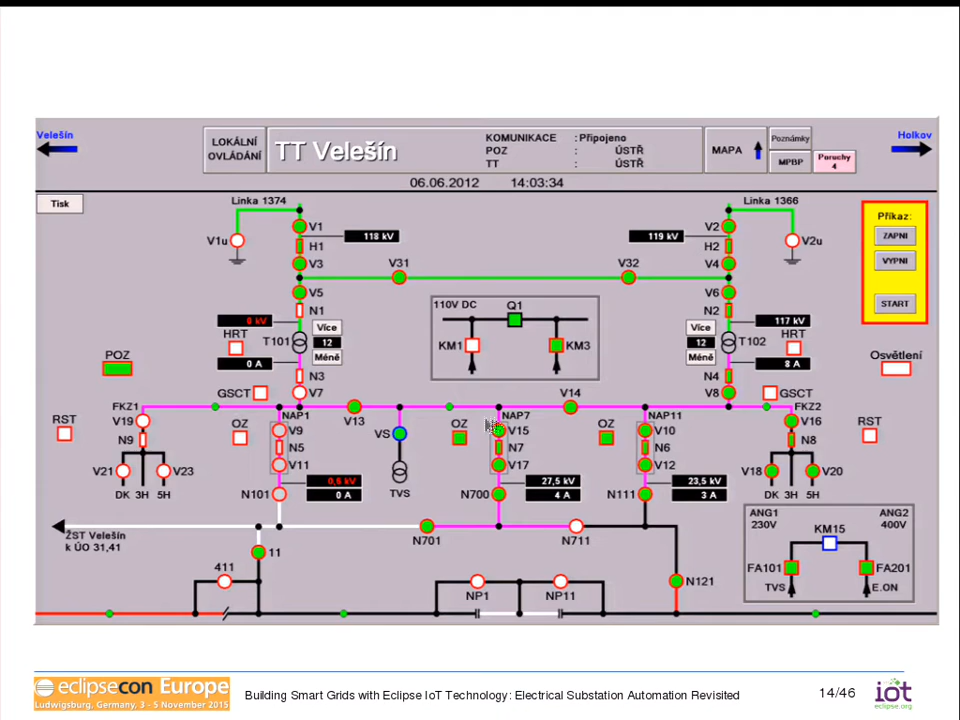 Velešín
LOKÁLNÍ
OVLÁDÁNÍ
TT Velešín
KOMUNIKACE : Připojeno
POZ : ÚSTŘ
TT : ÚSTŘ
MAPA
Poznámky
MPBP
Poruchy
4
Holkov
06.06.2012 14:03:34
Tisk
Linka 1374
Linka 1366
Příkaz:
ZAPNI
VYPNI
START
V1u
V1
118 kV
H1
V3
V31
V32
119 kV
V2
H2
V4
V2u
V5
N1
0 kV
HRT
T101
Více
12
Méně
0 A
N3
GSCT
V7
110V DC
Q1
KM1
KM3
V6
N2
117 kV
HRT
Více
12
Méně
T102
8 A
N4
V8
GSCT
POZ
Osvětlení
RST
FKZ1
V19
N9
V21
V23
DK 3H 5H
OZ
NAP1
V9
N5
V11
0,6 kV
0 A
N101
V13
VS
TVS
OZ
NAP7
V15
N7
V17
27,5 kV
4 A
N700
V14
OZ
NAP11
V10
N6
V12
23,5 kV
3 A
N111
FKZ2
V16
N8
V18
V20
DK 3H 5H
RST
ŽST Velešín
k ÚO 31,41
N701
N711
11
411
NP1
NP11
N121
ANG1
230V
ANG2
400V
KM15
FA101
FA201
TVS
E.ON
eclipsecon Europe
Ludwigsburg, Germany, 3 - 5 November 2015
Building Smart Grids with Eclipse IoT Technology: Electrical Substation Automation Revisited
14/46
iot
eclipse.org